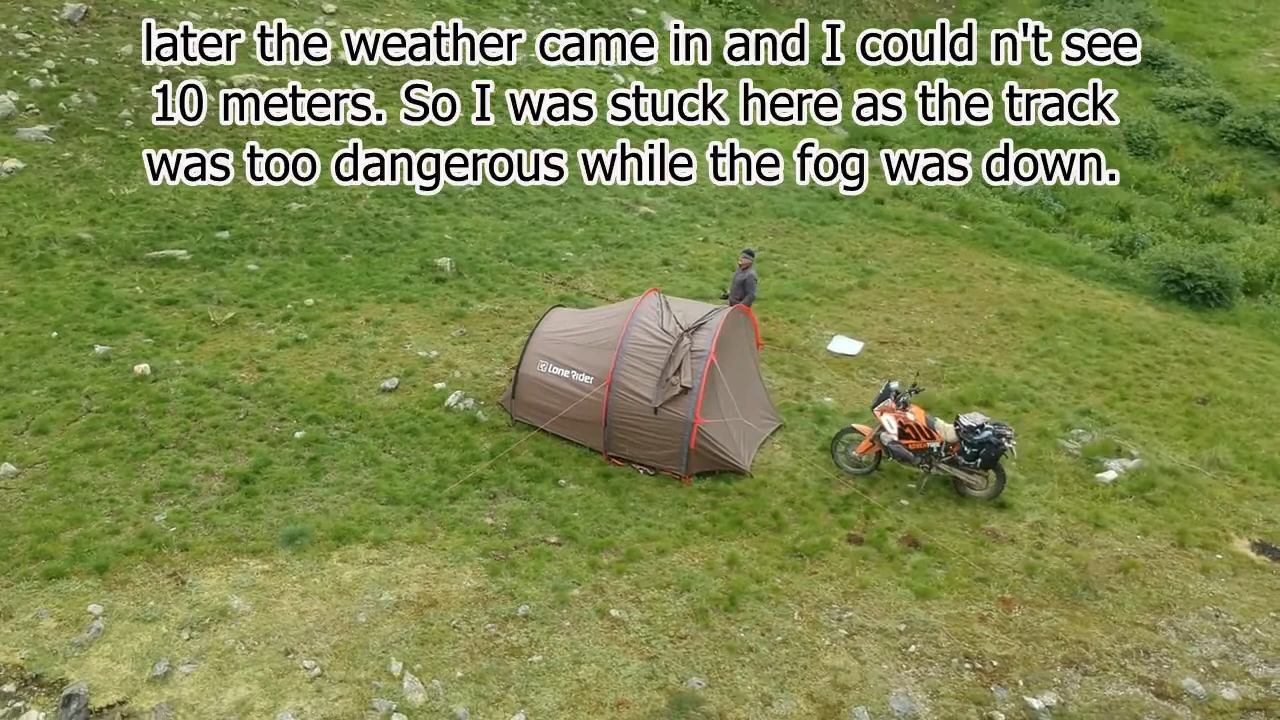 later the weather came in and I could n't see
10 meters. So I was stuck here as the track
was too dangerous while the fog was down.
Lone Rider